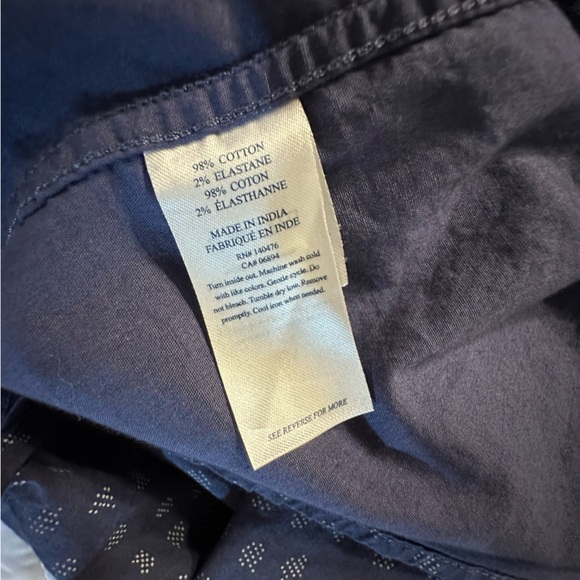 98% COTTON
2% ELASTANE
98% COTON
2% ÉLASTHANNE
MADE IN INDIA
FABRIQUÉ EN INDE
RN# 140476
CA# 06894
Turn inside out. Machine wash cold
with like colors. Gentle cycle. Do
not bleach. Tumble dry low. Remove
promptly. Cool iron when needed.
SEE REVERSE FOR MORE